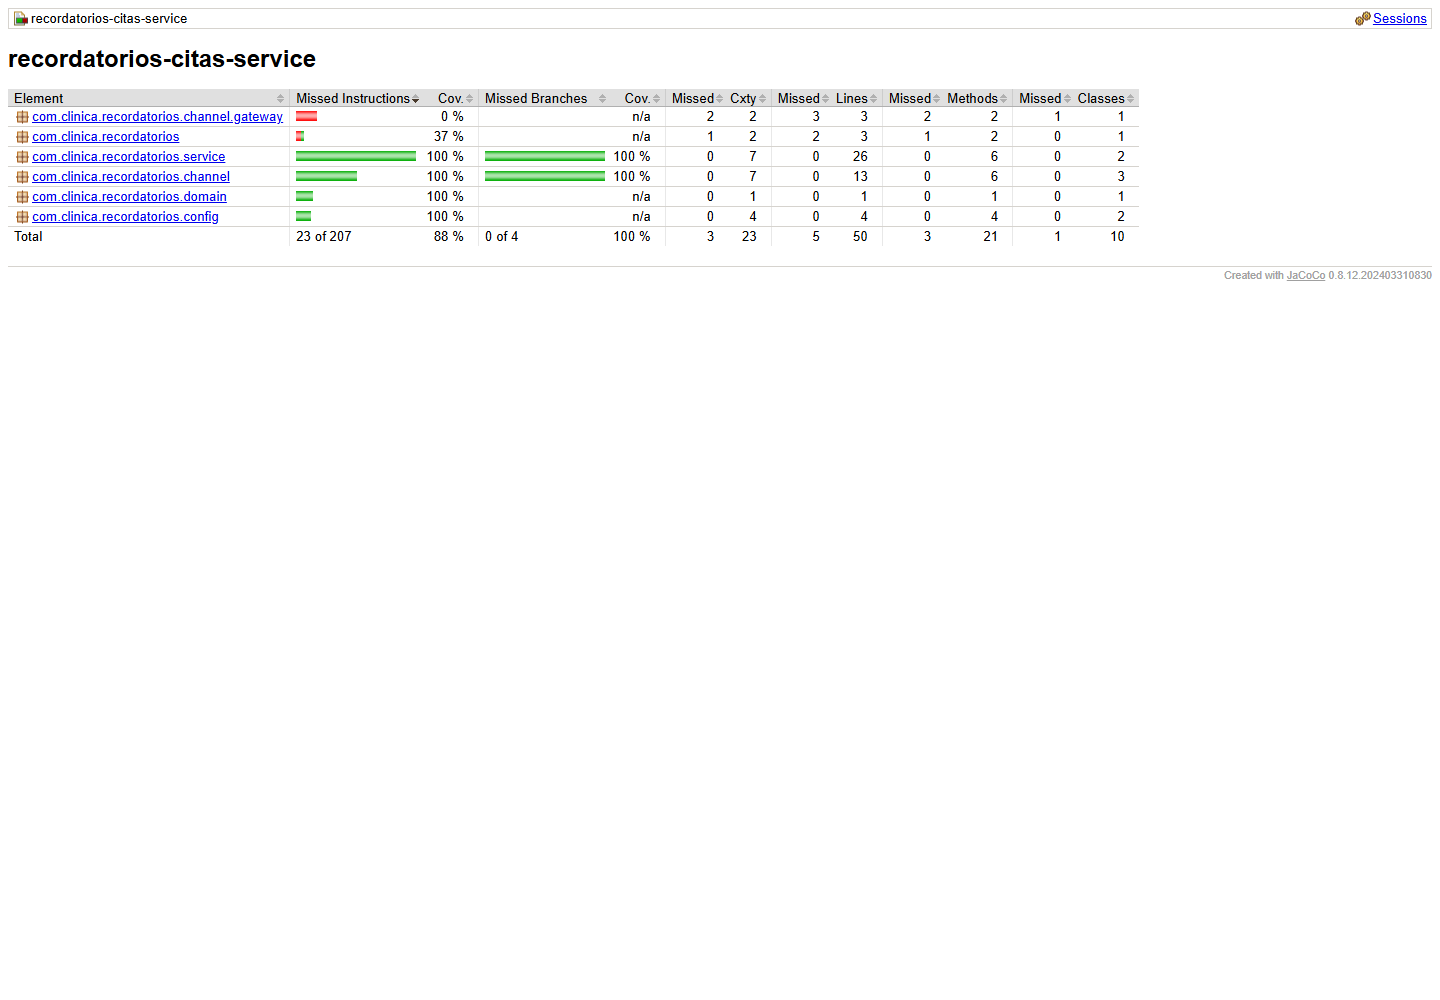 recordatorios-citas-service Sessions
recordatorios-citas-service
Element Missed Instructions Cov. Missed Branches Cov. Missed Cxty Missed Lines Missed Methods Missed Classes
com.clinica.recordatorios.channel.gateway 0 % n/a 2 2 3 3 2 2 1 1
com.clinica.recordatorios 37 % n/a 1 2 2 3 1 2 0 1
com.clinica.recordatorios.service 100 % 100 % 0 7 0 26 0 6 0 2
com.clinica.recordatorios.channel 100 % 100 % 0 7 0 13 0 6 0 3
com.clinica.recordatorios.domain 100 % n/a 0 1 0 1 0 1 0 1
com.clinica.recordatorios.config 100 % n/a 0 4 0 4 0 4 0 2
Total 23 of 207 88 % 0 of 4 100 % 3 23 5 50 3 21 1 10
Created with JaCoCo 0.8.12.202403310830